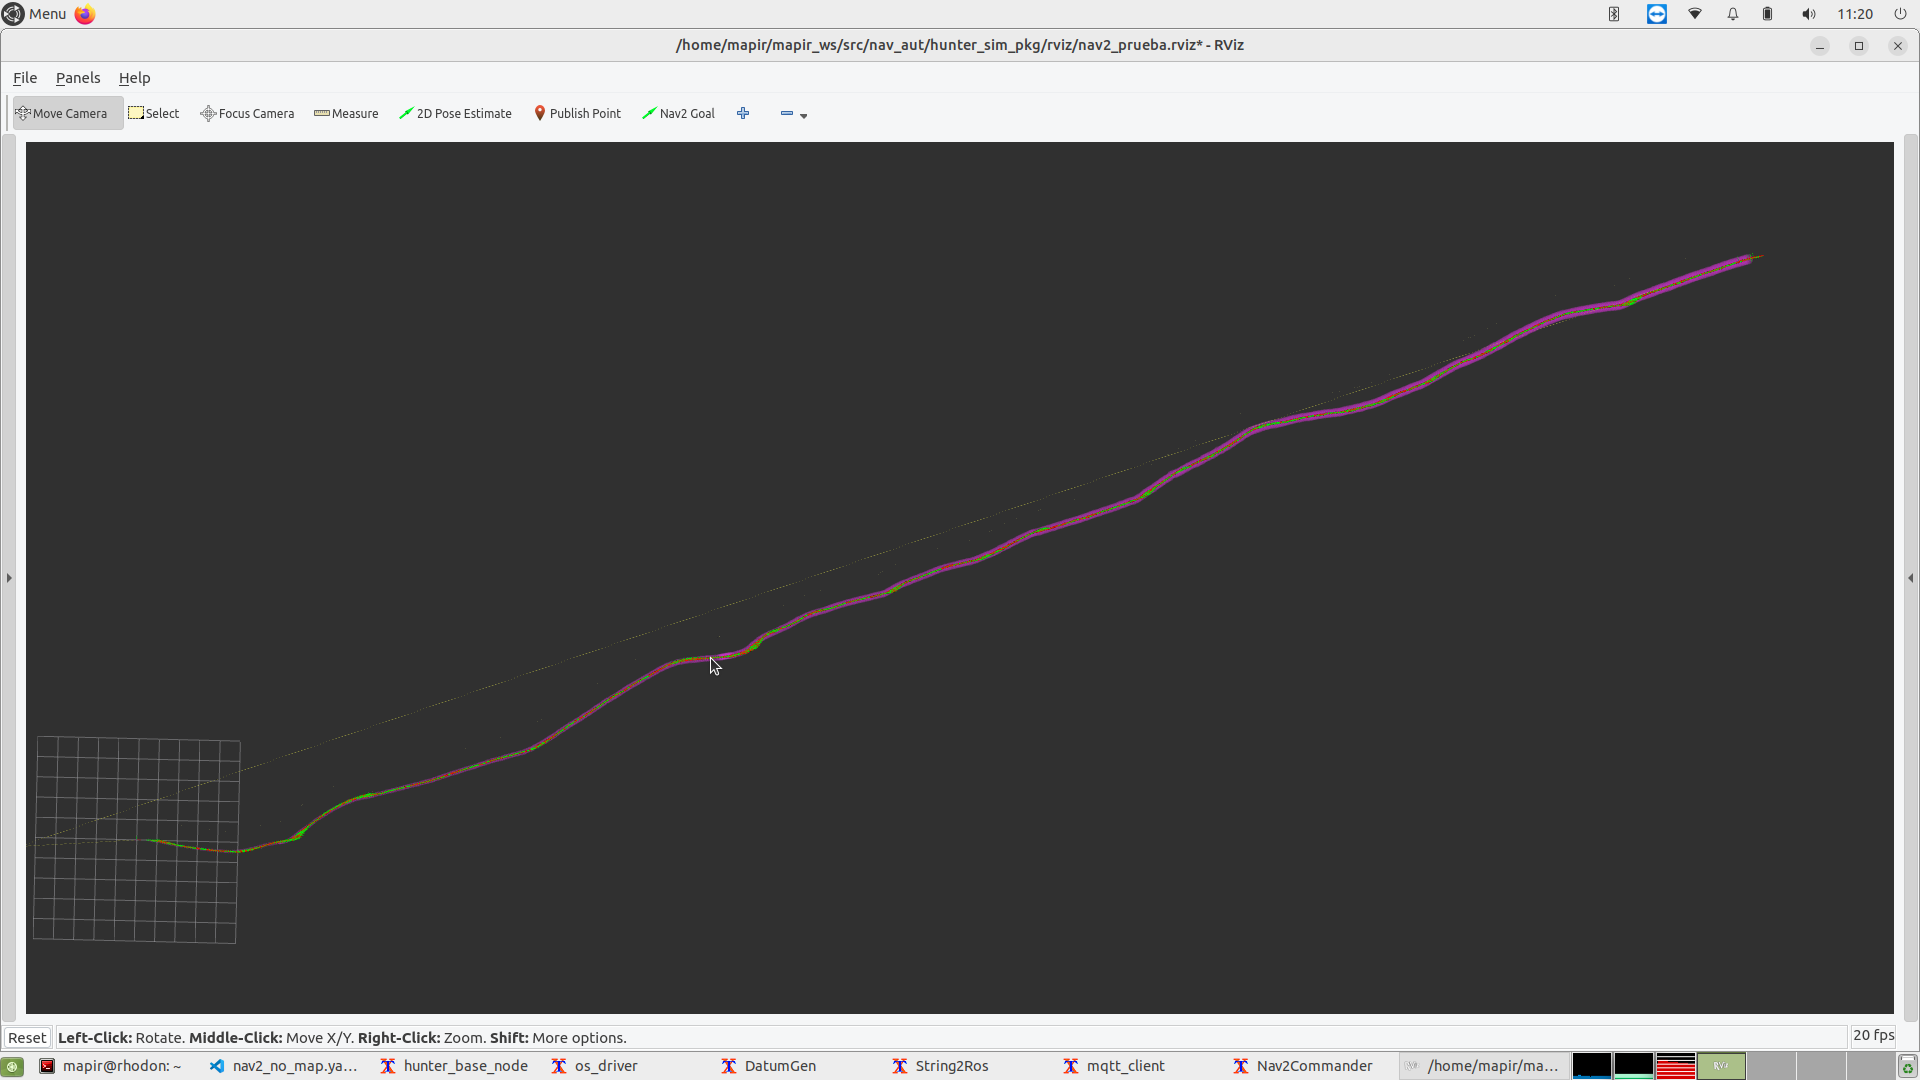 Menu
11:20
/home/mapir/mapir_ws/src/nav_aut/hunter_sim_pkg/rviz/nav2_prueba.rviz* - RViz
File Panels Help
Move Camera Select Focus Camera Measure 2D Pose Estimate Publish Point Nav2 Goal
Reset Left-Click: Rotate. Middle-Click: Move X/Y. Right-Click: Zoom. Shift: More options. 20 fps
mapir@rhodon: ~ nav2_no_map.ya... hunter_base_node os_driver DatumGen String2Ros mqtt_client Nav2Commander /home/mapir/ma...